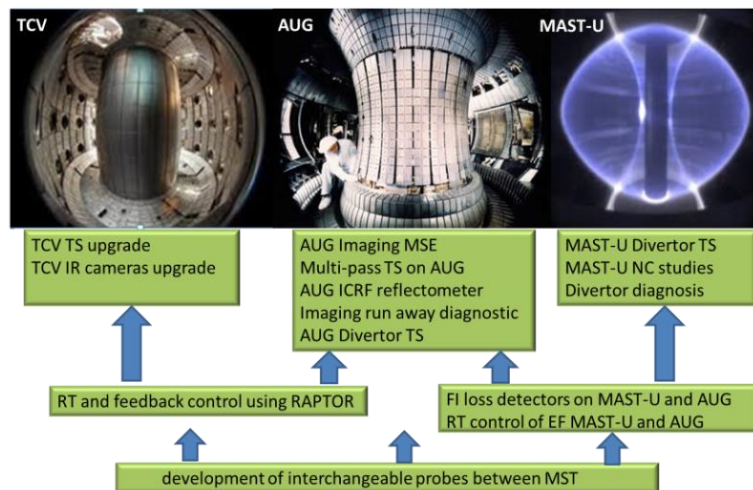 TCV
AUG
MAST-U
TCV TS upgrade
TCV IR cameras upgrade
AUG Imaging MSE
Multi-pass TS on AUG
AUG ICRF reflectometer
Imaging run away diagnostic
AUG Divertor TS
MAST-U Divertor TS
MAST-U NC studies
Divertor diagnosis
RT and feedback control using RAPTOR
FI loss detectors on MAST-U and AUG
RT control of EF MAST-U and AUG
development of interchangeable probes between MST